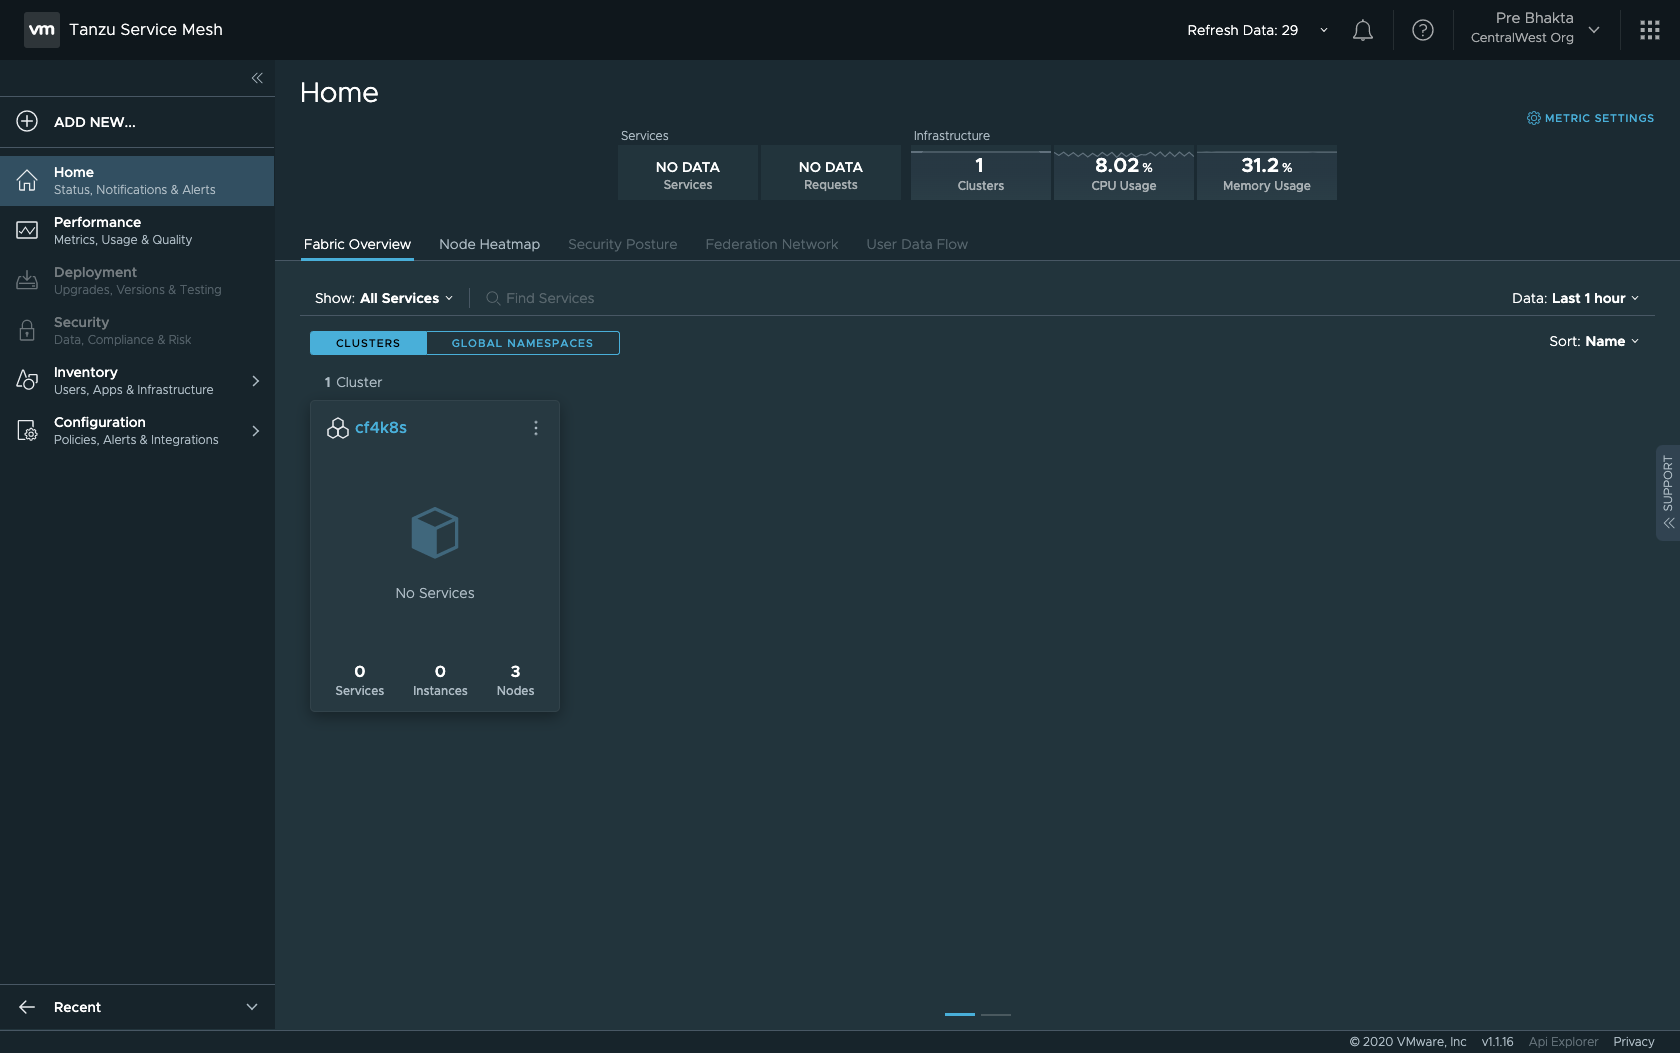 vm Tanzu Service Mesh
Refresh Data: 29
Pre Bhakta
CentralWest Org
ADD NEW...
Home
Status, Notifications & Alerts
Performance
Metrics, Usage & Quality
Deployment
Upgrades, Versions & Testing
Security
Data, Compliance & Risk
Inventory
Users, Apps & Infrastructure
Configuration
Policies, Alerts & Integrations
Recent
Home
METRIC SETTINGS
Services
NO DATA
Services
NO DATA
Requests
Infrastructure
1
Clusters
8.02 %
CPU Usage
31.2 %
Memory Usage
Fabric Overview Node Heatmap Security Posture Federation Network User Data Flow
Show: All Services Find Services Data: Last 1 hour
CLUSTERS GLOBAL NAMESPACES Sort: Name
1 Cluster
cf4k8s
No Services
0 0 3
Services Instances Nodes
SUPPORT
© 2020 VMware, Inc v1.1.16 Api Explorer Privacy